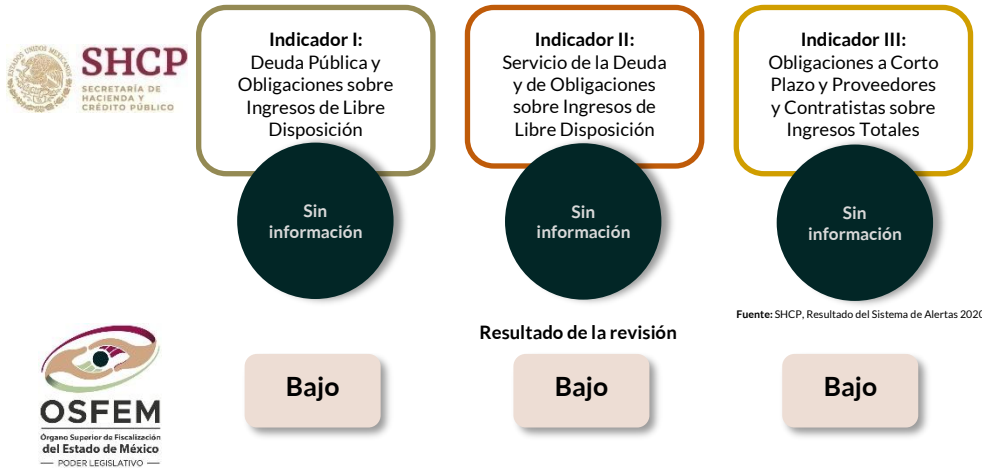 SHCP
SECRETARÍA DE
HACIENDA Y
CRÉDITO PÚBLICO
Indicador I:
Deuda Pública y
Obligaciones sobre
Ingresos de Libre
Disposición
Sin
información
Indicador II:
Servicio de la Deuda
y de Obligaciones
sobre Ingresos de
Libre Disposición
Sin
información
Indicador III:
Obligaciones a Corto
Plazo y Proveedores
y Contratistas sobre
Ingresos Totales
Sin
información
Fuente: SHCP, Resultado del Sistema de Alertas 2020
Resultado de la revisión
OSFEM
Órgano Superior de Fiscalización
del Estado de México
— PODER LEGISLATIVO —
Bajo
Bajo
Bajo